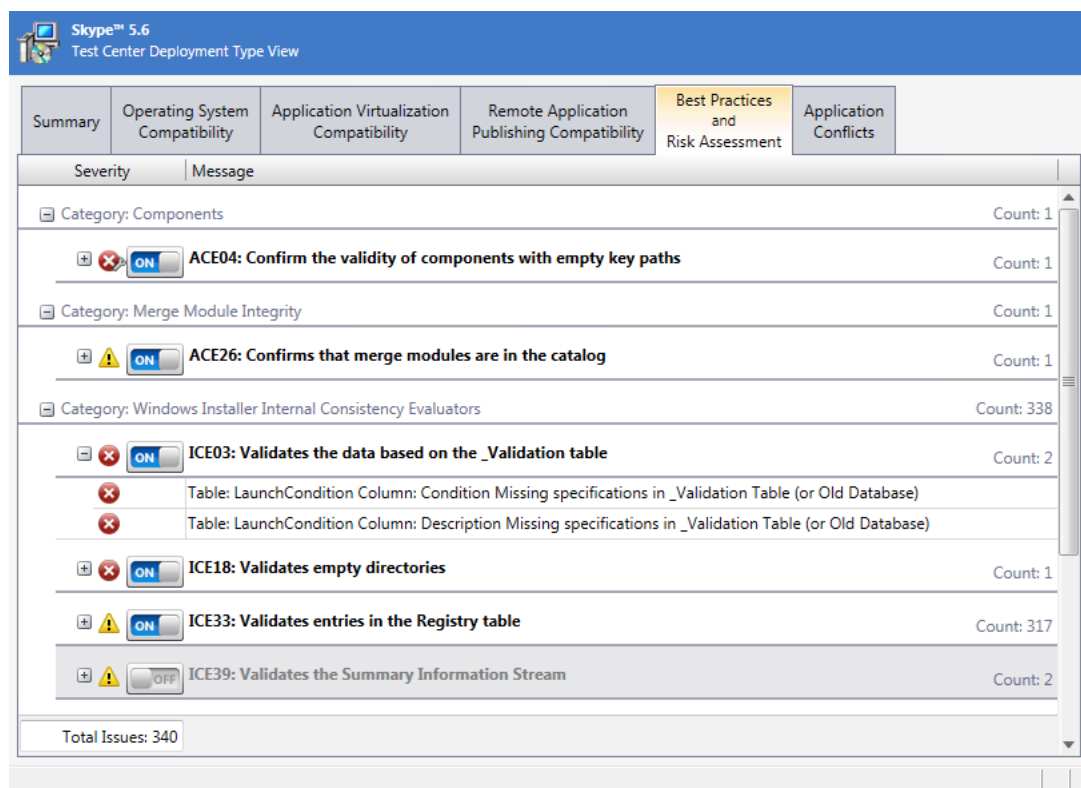 Skype™ 5.6
Test Center Deployment Type View
Summary
Operating System
Compatibility
Application Virtualization
Compatibility
Remote Application
Publishing Compatibility
Best Practices
and
Risk Assessment
Application
Conflicts
Severity Message
Category: Components Count: 1
ON ACE04: Confirm the validity of components with empty key paths Count: 1
Category: Merge Module Integrity Count: 1
ON ACE26: Confirms that merge modules are in the catalog Count: 1
Category: Windows Installer Internal Consistency Evaluators Count: 338
ON ICE03: Validates the data based on the _Validation table Count: 2
Table: LaunchCondition Column: Condition Missing specifications in _Validation Table (or Old Database)
Table: LaunchCondition Column: Description Missing specifications in _Validation Table (or Old Database)
ON ICE18: Validates empty directories Count: 1
ON ICE33: Validates entries in the Registry table Count: 317
OFF ICE39: Validates the Summary Information Stream Count: 2
Total Issues: 340